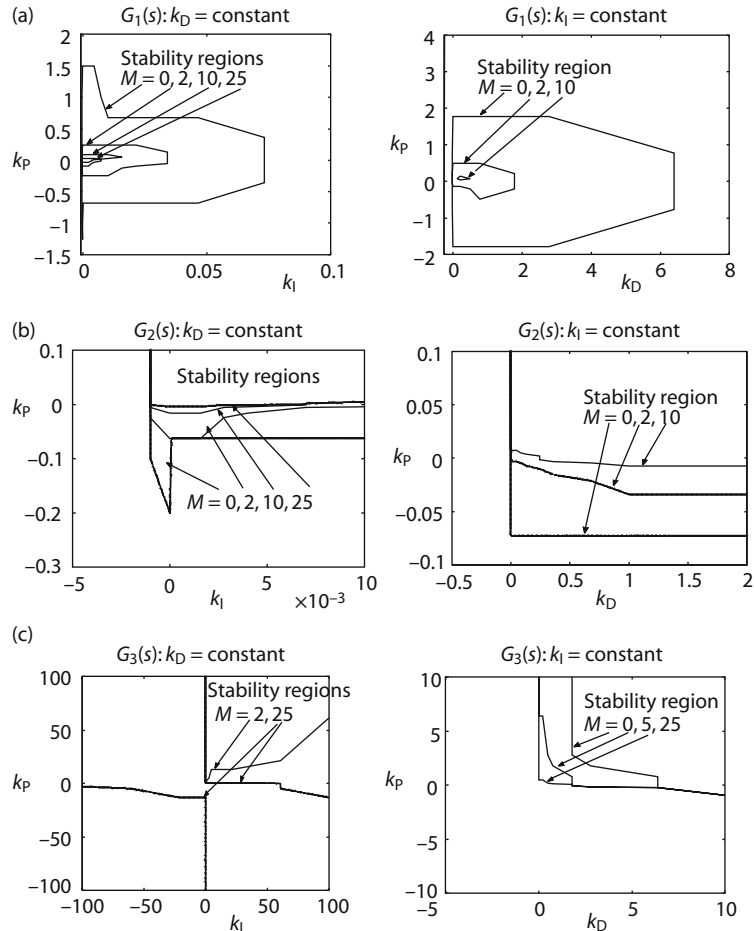 (a)
G1(s): kD = constant
2
1.5
1
0.5
0
−0.5
−1
−1.5
kP
Stability regions
M = 0, 2, 10, 25
0
0.05
0.1
kI
G1(s): kI = constant
4
3
2
1
0
−1
−2
kP
Stability region
M = 0, 2, 10
0
2
4
6
8
kD
(b)
G2(s): kD = constant
0.1
0
−0.1
−0.2
−0.3
kP
Stability regions
M = 0, 2, 10, 25
−5
0
5
10
kI
×10−3
G2(s): kI = constant
0.1
0.05
0
−0.05
−0.1
kP
Stability region
M = 0, 2, 10
−0.5
0
0.5
1
1.5
2
kD
(c)
G3(s): kD = constant
100
50
0
−50
−100
kP
Stability regions
M = 2, 25
−100
−50
0
50
100
kI
G3(s): kI = constant
10
5
0
−5
−10
kP
Stability region
M = 0, 5, 25
−5
0
5
10
kD